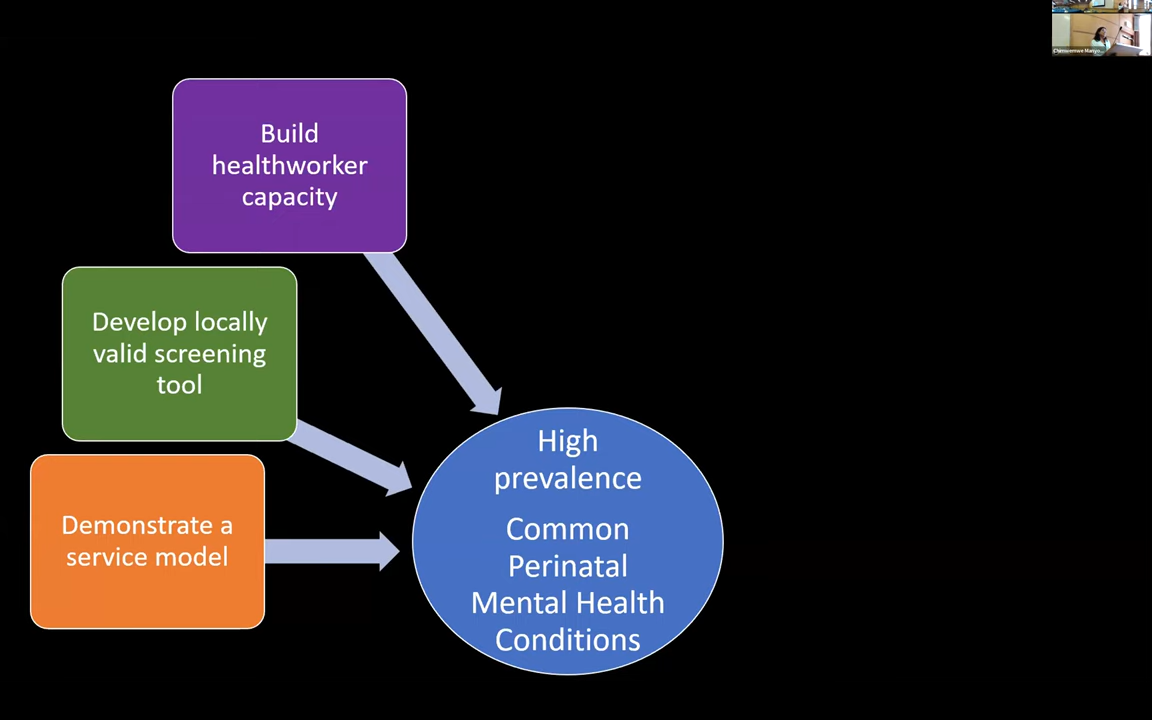 Build
healthworker
capacity
Develop locally
valid screening
tool
Demonstrate a
service model
High
prevalence
Common
Perinatal
Mental Health
Conditions